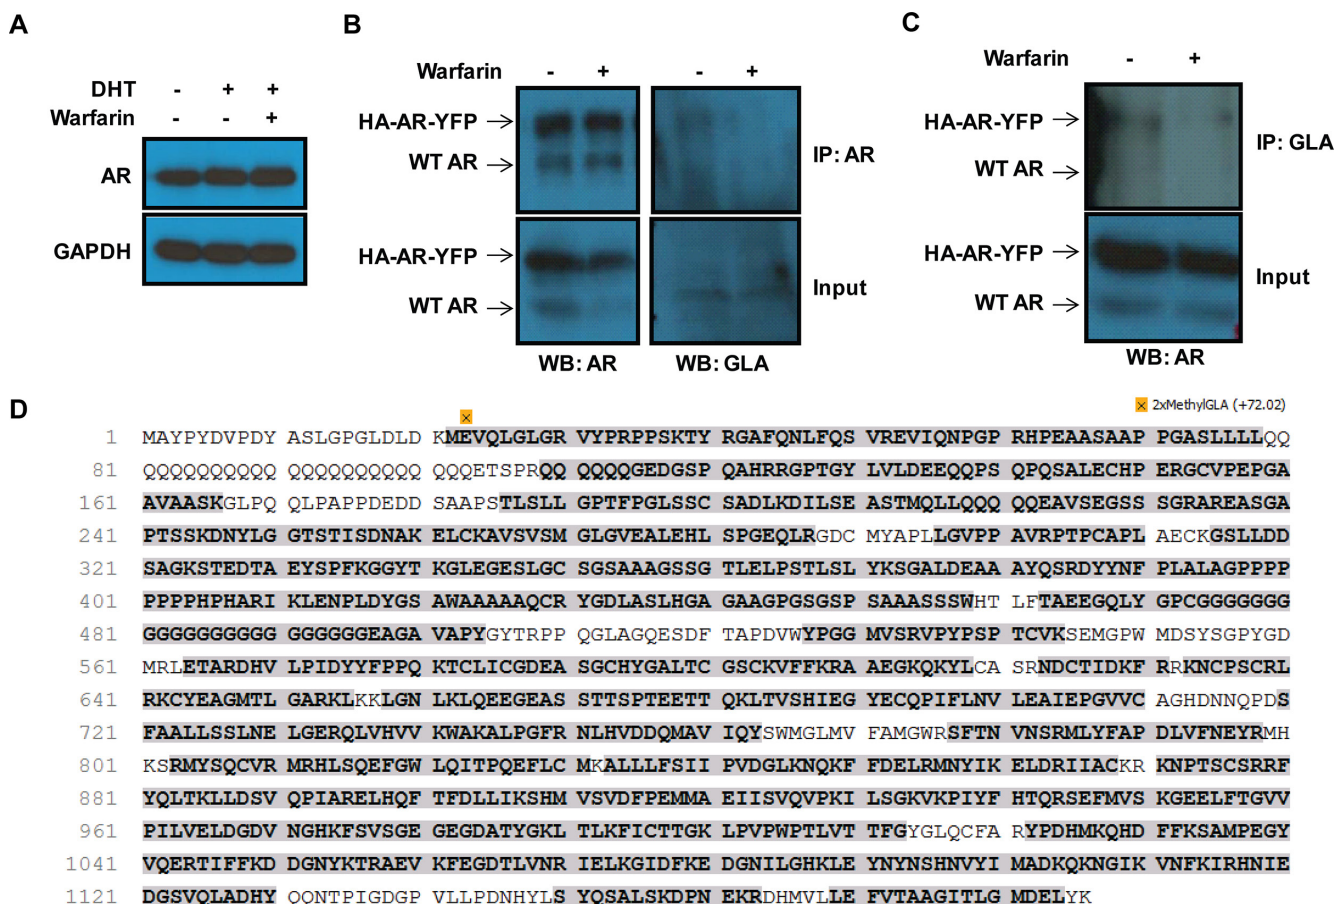 A
DHT - + +
Warfarin - - +
AR
GAPDH
B
Warfarin - + - +
HA-AR-YFP
WT AR
IP: AR
HA-AR-YFP
WT AR
Input
WB: AR WB: GLA
C
Warfarin - +
HA-AR-YFP
WT AR
IP: GLA
HA-AR-YFP
WT AR
Input
WB: AR
D
x 2xMethylGLA (+72.02)
x
1 MAYPYDVPDY ASLGPGLDLD KMEVQLGLGR VYPRPPSKTY RGAFQNLFQS VREVIQNPGP RHPEAASAAP PGASLLLLQQ
81 QQQQQQQQQQ QQQQQQQQQQ QQQETSPRQQ QQQQGEDGSP QAHRRGPTGY LVLDEEQQPS QPQSALECHP ERGCVPEPGA
161 AVAASKGLPQ QLPAPPDEDD SAAPSTLSLL GPTFPGLSSC SADLKDILSE ASTMQLLQQQ QQEAVSEGSS SGRAREASGA
241 PTSSKDNYLG GTSTISDNAK ELCKAVSVSM GLGVEALEHL SPGEQLRGDC MYAPLLGVPP AVRPTPCAPL AECKGSLLDD
321 SAGKSTEDTA EYSPFKGGYT KGLEGESLGC SGSAAAGSSG TLELPSTLSL YKSGALDEAA AYQSRDYYNF PLALAGPPPP
401 PPPPHPHARI KLENPLDYGS AWAAAAAQCR YGDLASLHGA GAAGPGSGSP SAAASSSWHT LFTAEEGQLY GPCGGGGGGG
481 GGGGGGGGGG GGGGGGEAGA VAPYGYTRPP QGLAGQESDF TAPDVWYPGG MVSRVPYPSP TCVKSEMGPW MDSYSGPYGD
561 MRLETARDHV LPIDYYFPPQ KTCLICGDEA SGCHYGALTC GSCKVFFKRA AEGKQKYLCA SRNDCTIDKF RRKNCPSCRL
641 RKCYEAGMTL GARKLKKLGN LKLQEEGEAS STTSPTEETT QKLTVSHIEG YECQPIFLNV LEAIEPGVVC AGHDNNQPDS
721 FAALLSSLNE LGERQLVHVV KWAKALPGFR NLHVDDQMAV IQYSWMGLMV FAMGWRSFTN VNSRMLYFAP DLVFNEYRMH
801 KSRMYSQCVR MRHLSQEFGW LQITPQEFLC MKALLLFSII PVDGLKNQKF FDELRMNYIK ELDRIIACKR KNPTSCSRRF
881 YQLTKLLDSV QPIARELHQF TFDLLIKSHM VSVDFPEMMA EIISVQVPKI LSGKVKPIYF HTQRSEFMVS KGEELFTGVV
961 PILVELDGDV NGHKFSVSGE GEGDATYGKL TLKFICTTGK LPVPWPTLVT TFGYGLQCFA RYPDHMKQHD FFKSAMPEGY
1041 VQERTIFFKD DGNYKTRAEV KFEGDTLVNR IELKGIDFKE DGNILGHKLE YNYNSHNVYI MADKQKNGIK VNFKIRHNIE
1121 DGSVQLADHY QQNTPIGDGP VLLPDNHYLS YQSALSKDPN EKRDHMVLLE FVTAAGITLG MDELYK